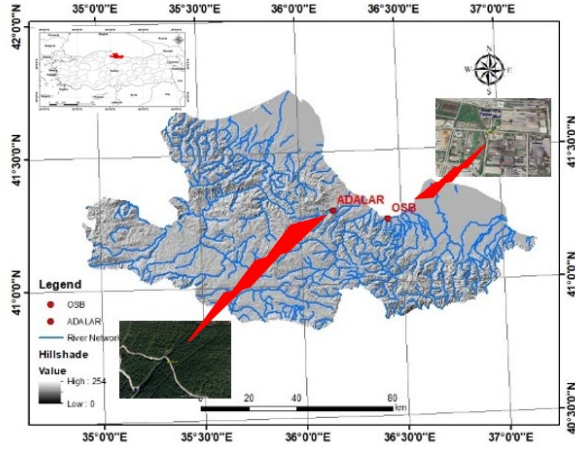 35°0'0"E 35°30'0"E 36°0'0"E 36°30'0"E 37°0'0"E
42°0'0"N
41°30'0"N
41°0'0"N
N
W E
S
41°30'0"N
41°0'0"N
40°30'0"N
ADALAR
OSB
Legend
OSB
ADALAR
River Network
Hillshade
Value
High : 254
Low : 0
0 20 40 60 80
km
35°0'0"E 35°30'0"E 36°0'0"E 36°30'0"E 37°0'0"E